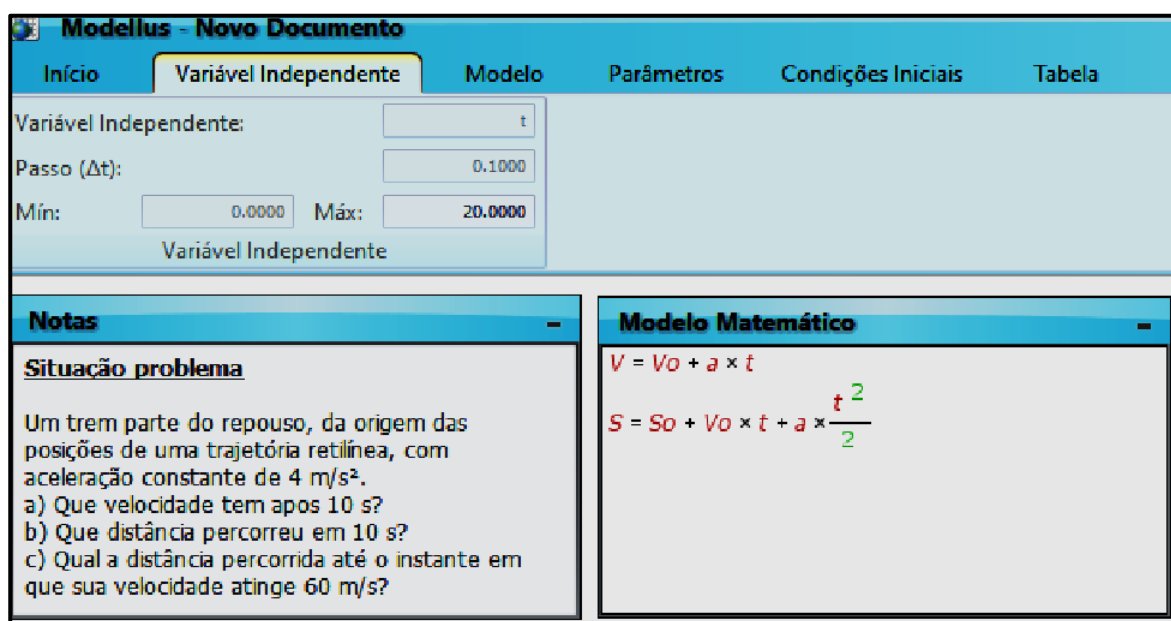 Modellus - Novo Documento
Início Variável Independente Modelo Parâmetros Condições Iniciais Tabela
Variável Independente: t
Passo (Δt): 0.1000
Mín: 0.0000 Máx: 20.0000
Variável Independente
Notas -
Situação problema
Um trem parte do repouso, da origem das
posições de uma trajetória retilínea, com
aceleração constante de 4 m/s².
a) Que velocidade tem apos 10 s?
b) Que distância percorreu em 10 s?
c) Qual a distância percorrida até o instante em
que sua velocidade atinge 60 m/s?
Modelo Matemático -
V = Vo + a × t
S = So + Vo × t + a × t²/2